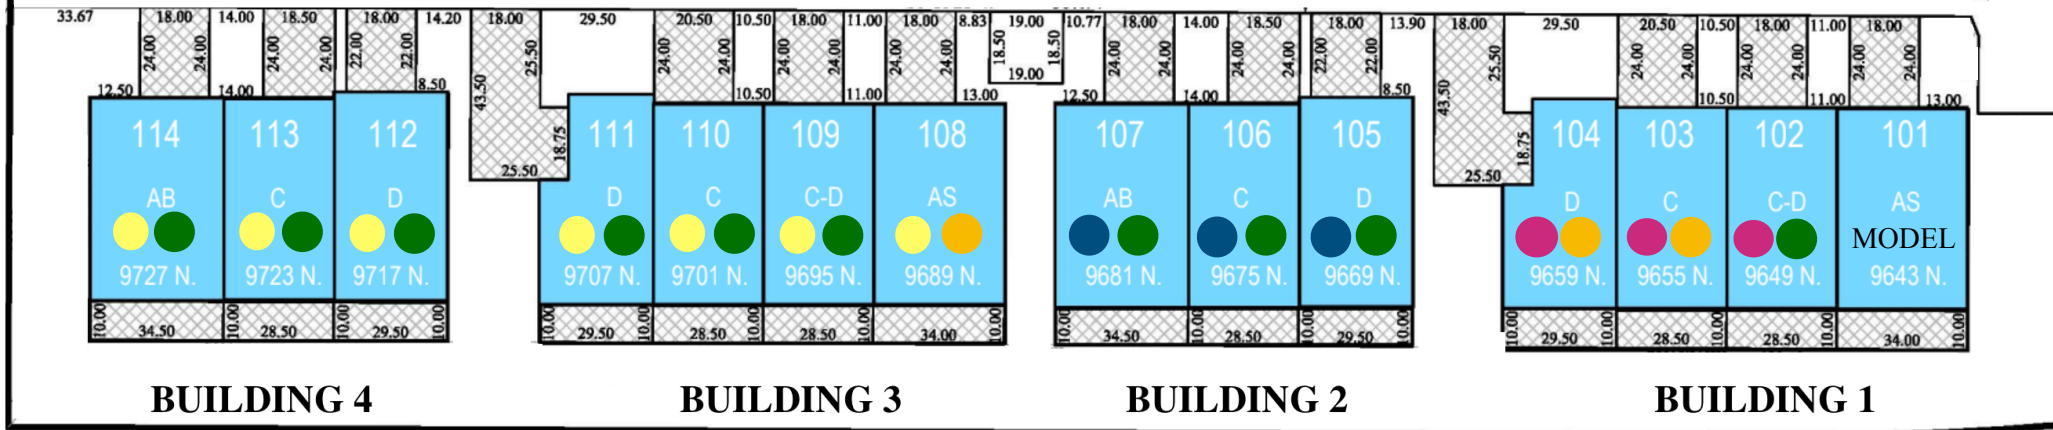 33.67 18.00 14.00 18.50 18.00 14.20 18.00 29.50 20.50 10.50 18.00 11.00 18.00 8.83 19.00 10.77 18.00 14.00 18.50 18.00 13.90 18.00 29.50 20.50 10.50 18.00 11.00 18.00
24.00 24.00 24.00 24.00 22.00 22.00 25.50 24.00 24.00 24.00 24.00 24.00 24.00 18.50 18.50 24.00 24.00 24.00 24.00 22.00 22.00 25.50 24.00 24.00 24.00 24.00 24.00 24.00
19.00
12.50 14.00 8.50 43.50 10.50 11.00 13.00 12.50 14.00 8.50 43.50 10.50 11.00 13.00
114 113 112 18.75 111 110 109 108 107 106 105 18.75 104 103 102 101
25.50 25.50
AB C D D C C-D AS AB C D D C C-D AS
MODEL
9727 N. 9723 N. 9717 N. 9707 N. 9701 N. 9695 N. 9689 N. 9681 N. 9675 N. 9669 N. 9659 N. 9655 N. 9649 N. 9643 N.
10.00 34.50 10.00 28.50 10.00 29.50 10.00 10.00 29.50 10.00 28.50 10.00 28.50 10.00 34.00 10.00 10.00 34.50 10.00 28.50 10.00 29.50 10.00 10.00 29.50 10.00 28.50 10.00 28.50 10.00 34.00 10.00
BUILDING 4 BUILDING 3 BUILDING 2 BUILDING 1